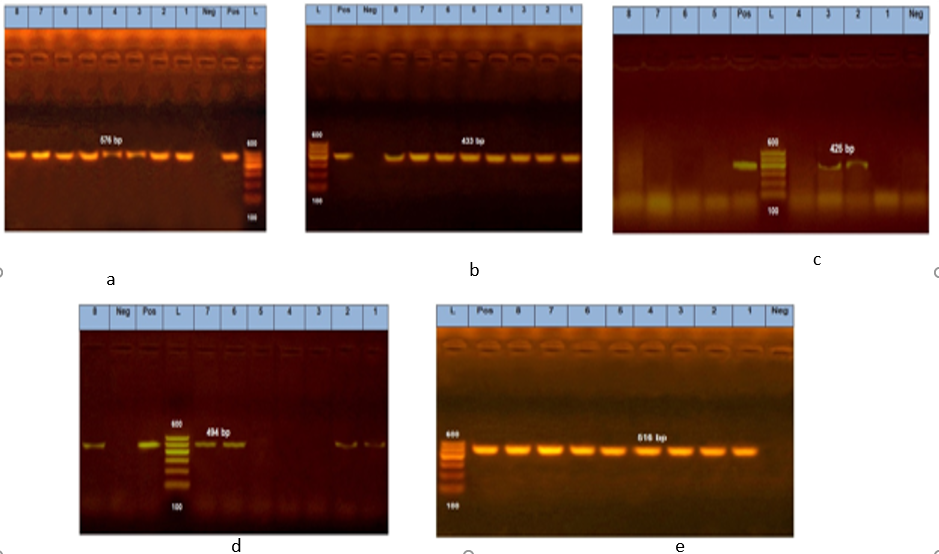 8 7 6 5 4 3 2 1 Neg Pos L
576 bp
600
100
a
L Pos Neg 8 7 6 5 4 3 2 1
600
433 bp
100
b
8 7 6 5 Pos L 4 3 2 1 Neg
600
425 bp
100
c
8 Neg Pos L 7 6 5 4 3 2 1
600
494 bp
100
d
L Pos 8 7 6 5 4 3 2 1 Neg
600
516 bp
100
e